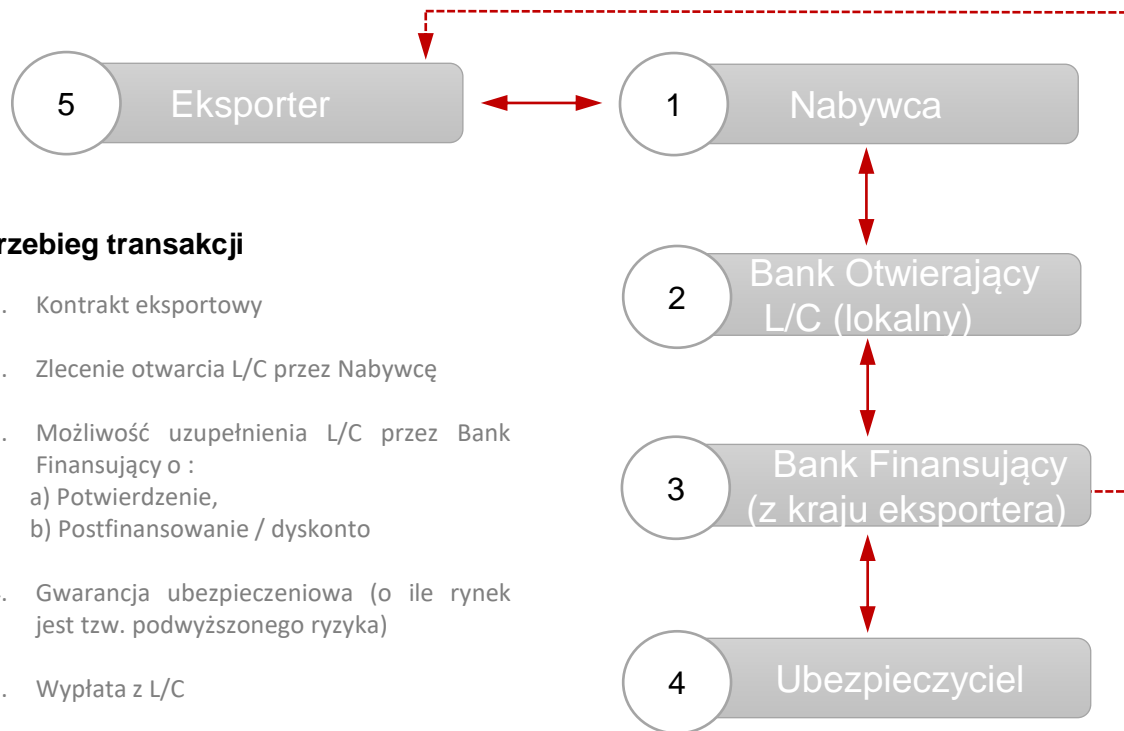 5 Eksporter
1 Nabywca
2 Bank Otwierający
L/C (lokalny)
3 Bank Finansujący
(z kraju eksportera)
4 Ubezpieczyciel
rzebieg transakcji
. Kontrakt eksportowy
. Zlecenie otwarcia L/C przez Nabywcę
. Możliwość uzupełnienia L/C przez Bank
Finansujący o :
a) Potwierdzenie,
b) Postfinansowanie / dyskonto
. Gwarancja ubezpieczeniowa (o ile rynek
jest tzw. podwyższonego ryzyka)
. Wypłata z L/C